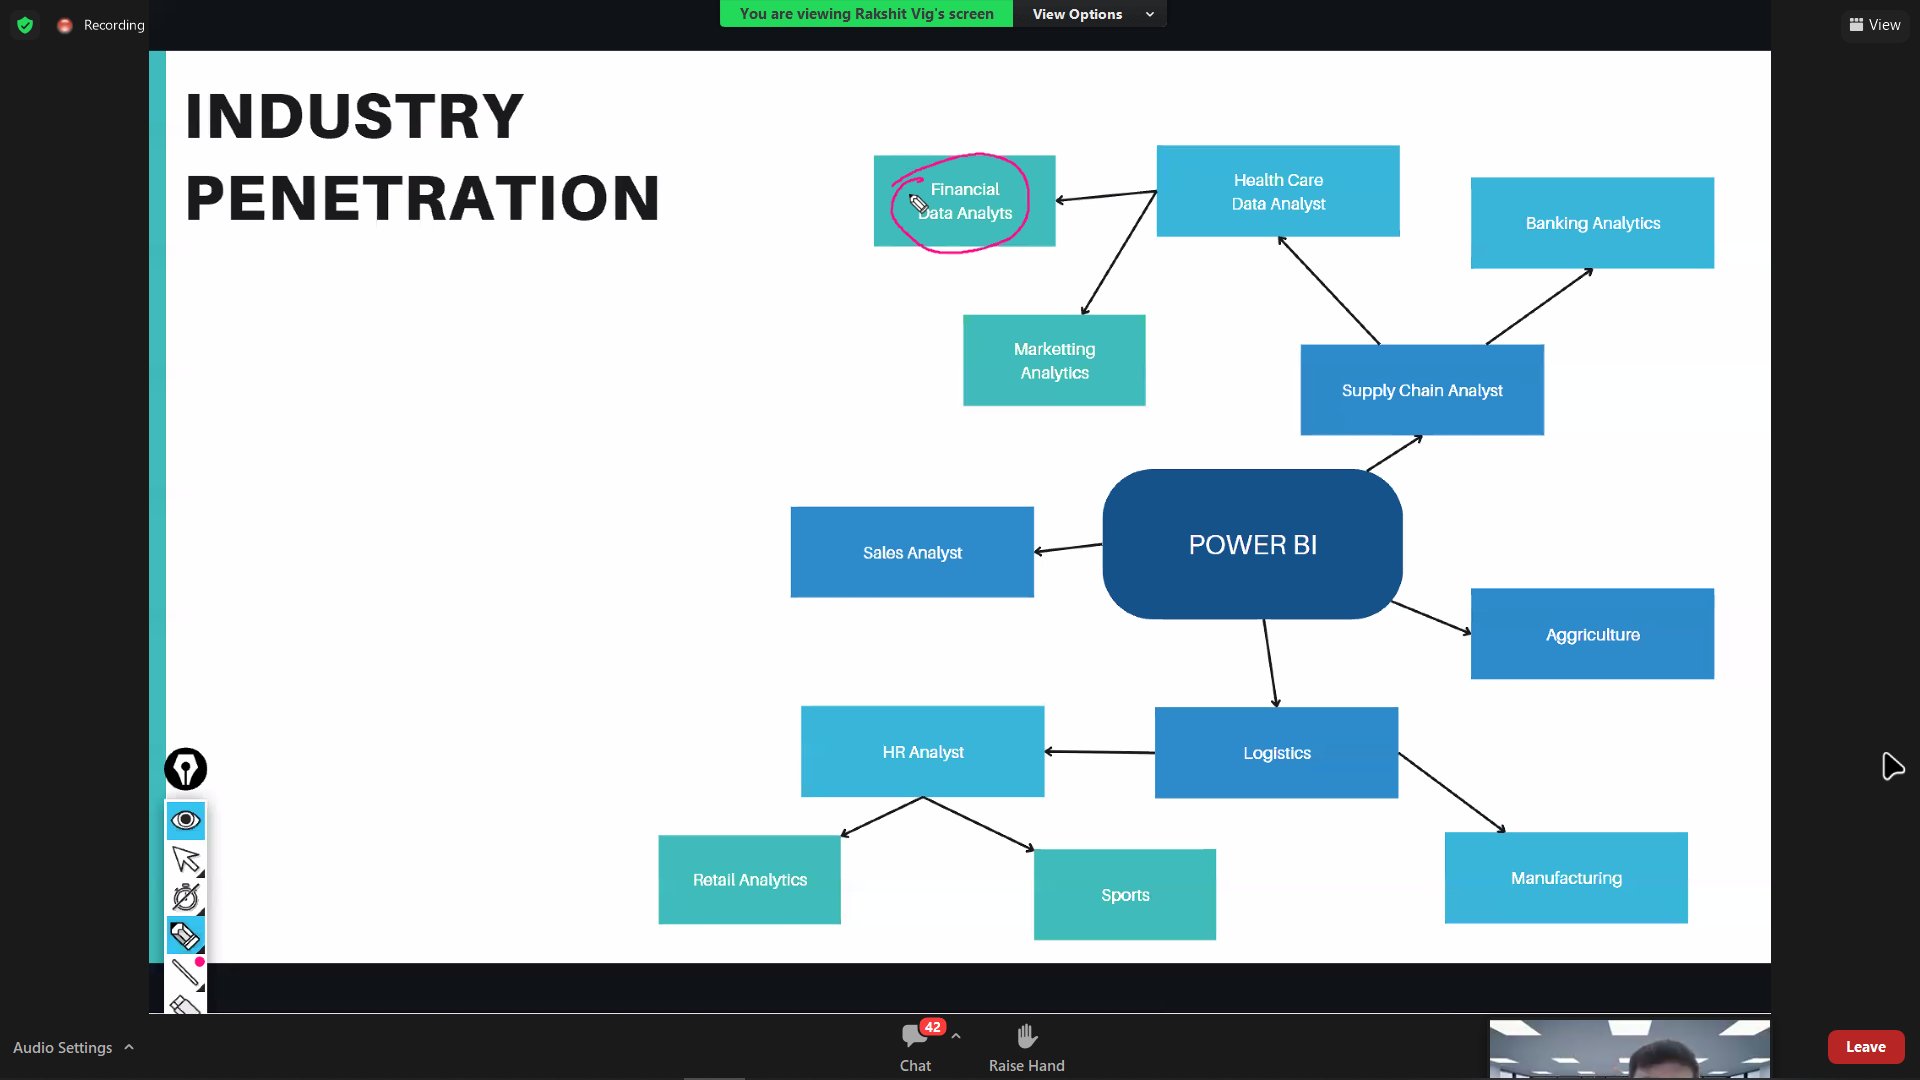 Recording
You are viewing Rakshit Vig's screen
View Options
View
INDUSTRY
PENETRATION
Financial
Data Analyts
Health Care
Data Analyst
Banking Analytics
Marketting
Analytics
Supply Chain Analyst
POWER BI
Sales Analyst
Aggriculture
HR Analyst
Logistics
Retail Analytics
Sports
Manufacturing
Audio Settings
42
Chat
Raise Hand
Leave